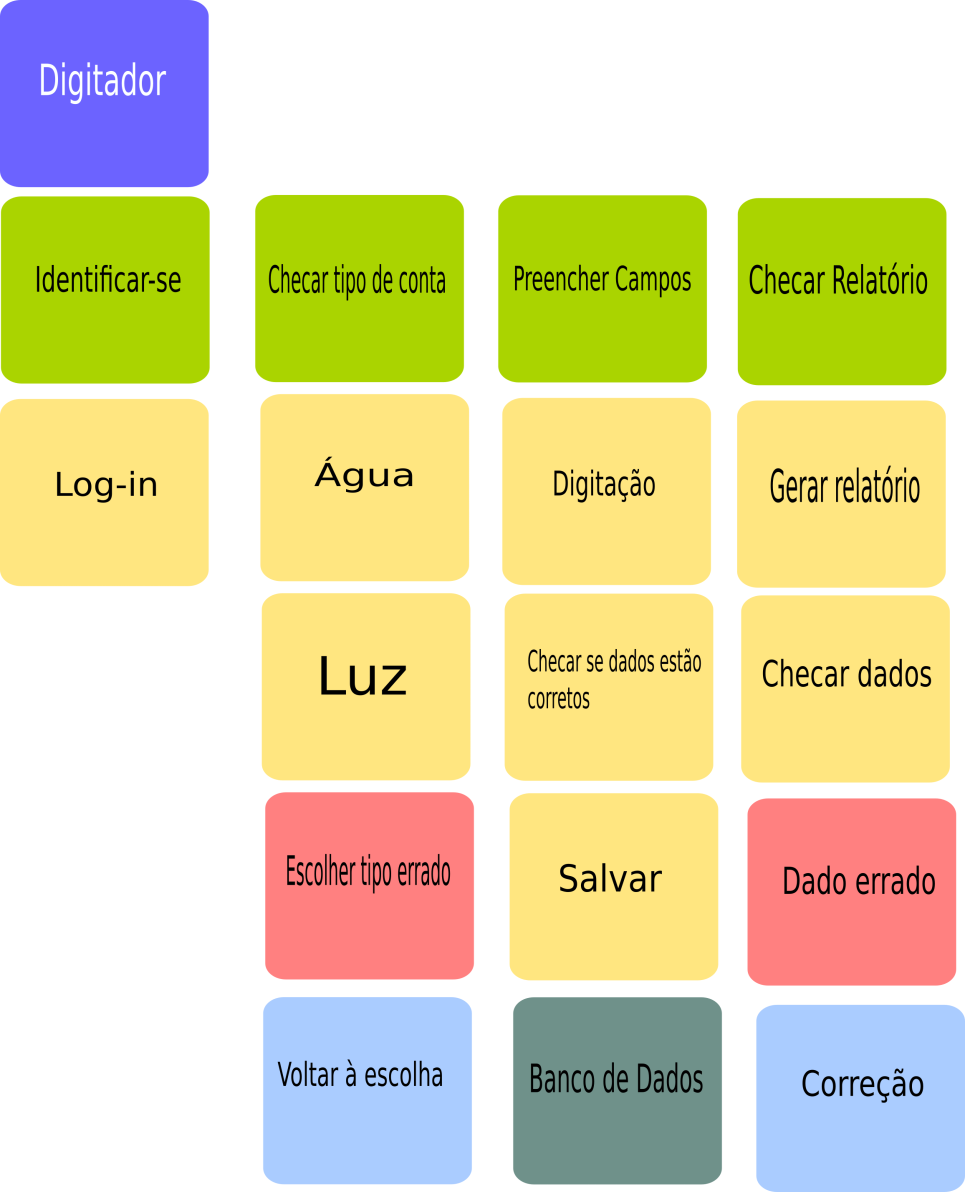 Digitador
Identificar-se
Checar tipo de conta
Preencher Campos
Checar Relatório
Log-in
Água
Digitação
Gerar relatório
Luz
Checar se dados estão
corretos
Checar dados
Escolher tipo errado
Salvar
Dado errado
Voltar à escolha
Banco de Dados
Correção